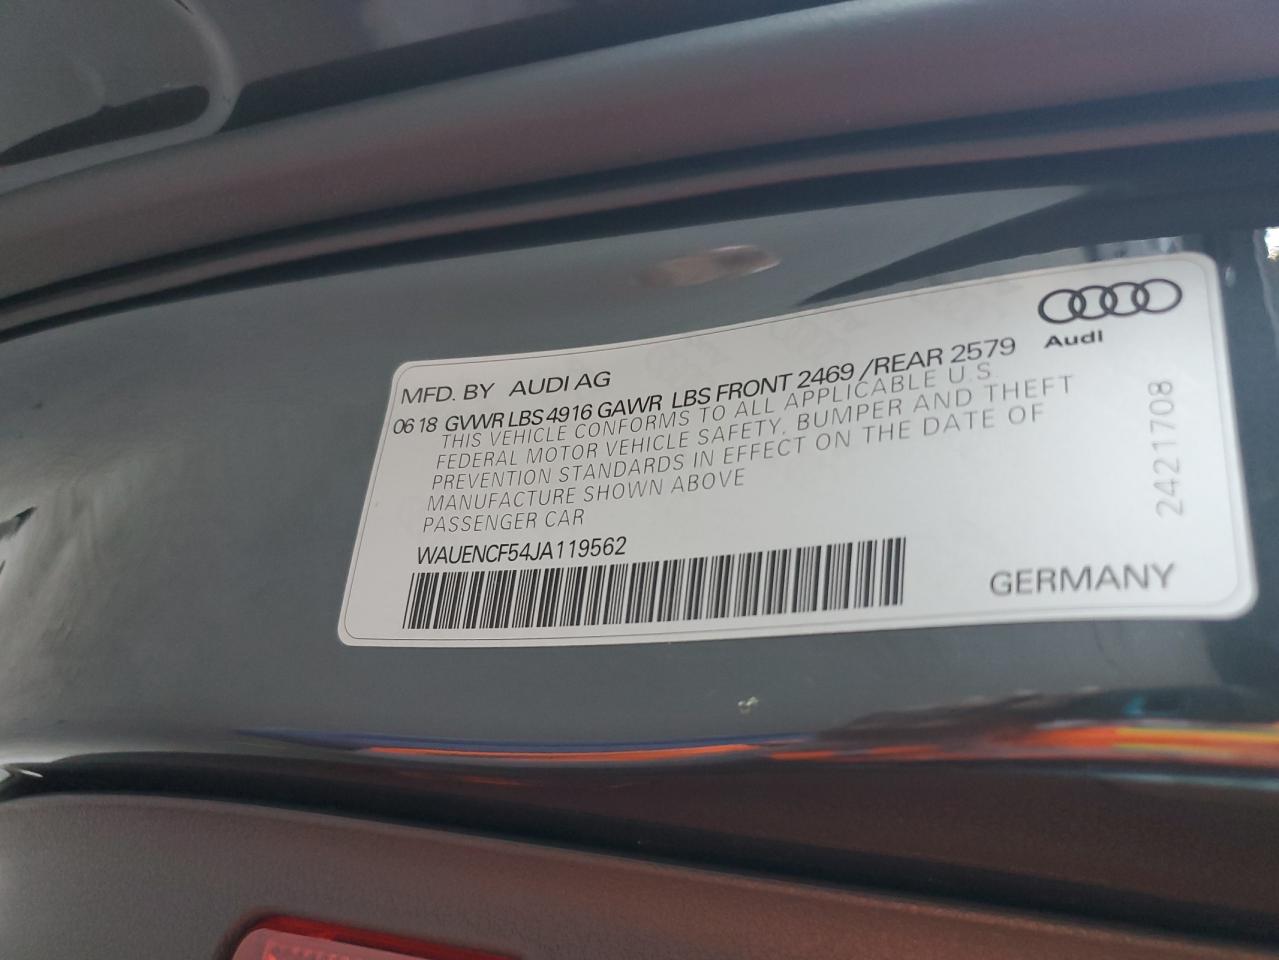 Audi
MFD. BY AUDI AG
06 18 GVWR LBS 4916 GAWR LBS FRONT 2469 /REAR 2579
THIS VEHICLE CONFORMS TO ALL APPLICABLE U.S.
FEDERAL MOTOR VEHICLE SAFETY, BUMPER AND THEFT
PREVENTION STANDARDS IN EFFECT ON THE DATE OF
MANUFACTURE SHOWN ABOVE
PASSENGER CAR
WAUENCF54JA119562
GERMANY
2421708